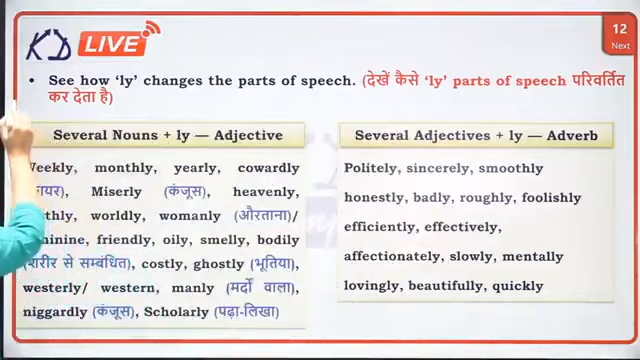 KD LIVE
12
Next
• See how ‘ly’ changes the parts of speech. (देखें कैसे ‘ly’ parts of speech परिवर्तित
कर देता है)
Several Nouns + ly — Adjective
Weekly, monthly, yearly, cowardly
Miserly (कंजूस), heavenly,
worldly, womanly (औरताना)/
friendly, oily, smelly, bodily
(शरीर से सम्बंधित), costly, ghostly (भूतिया),
westerly/ western, manly (मर्दों वाला),
niggardly (कंजूस), Scholarly (पढ़ा-लिखा)
Several Adjectives + ly — Adverb
Politely, sincerely, smoothly
honestly, badly, roughly, foolishly
efficiently, effectively,
affectionately, slowly, mentally
lovingly, beautifully, quickly